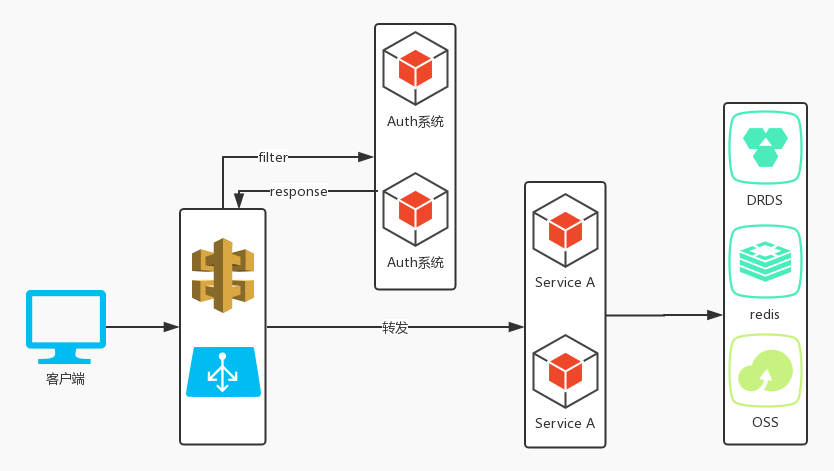 Auth系统
filter
response
Auth系统
客户端
转发
Service A
Service A
DRDS
redis
OSS